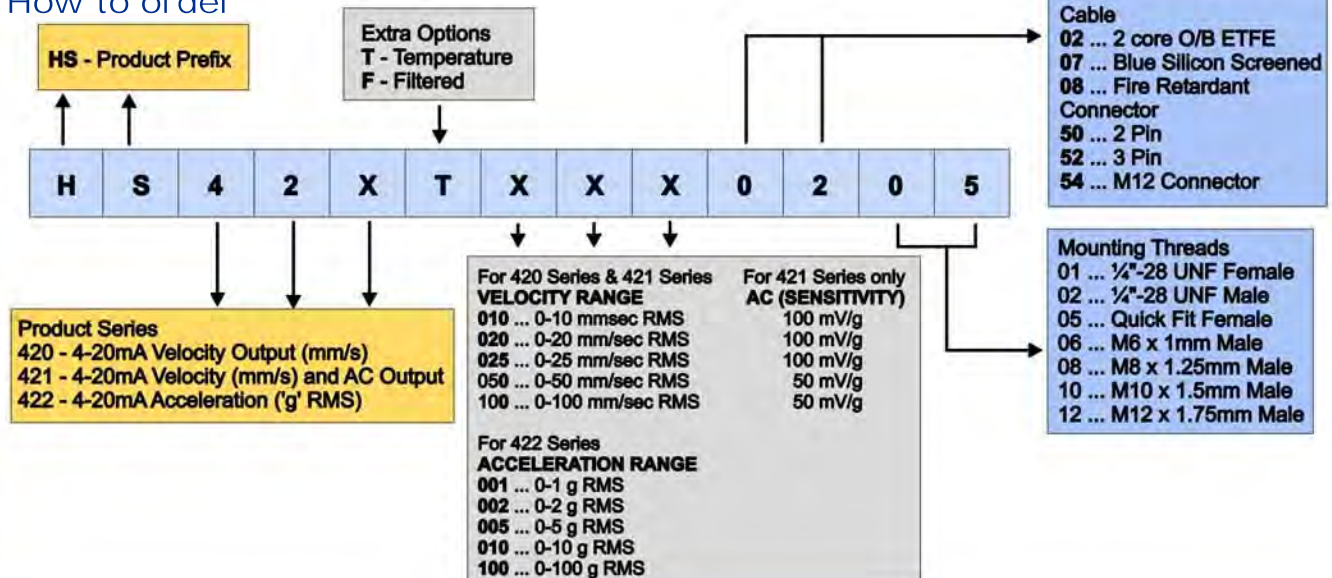 How to order
HS - Product Prefix
Extra Options
T - Temperature
F - Filtered
Cable
02 ... 2 core O/B ETFE
07 ... Blue Silicon Screened
08 ... Fire Retardant
Connector
50 ... 2 Pin
52 ... 3 Pin
54 ... M12 Connector
H S 4 2 X T X X X 0 2 0 5
Product Series
420 - 4-20mA Velocity Output (mm/s)
421 - 4-20mA Velocity (mm/s) and AC Output
422 - 4-20mA Acceleration ('g' RMS)
For 420 Series & 421 Series For 421 Series only
VELOCITY RANGE AC (SENSITIVITY)
010 ... 0-10 mmsec RMS 100 mV/g
020 ... 0-20 mm/sec RMS 100 mV/g
025 ... 0-25 mm/sec RMS 100 mV/g
050 ... 0-50 mm/sec RMS 50 mV/g
100 ... 0-100 mm/sec RMS 50 mV/g
For 422 Series
ACCELERATION RANGE
001 ... 0-1 g RMS
002 ... 0-2 g RMS
005 ... 0-5 g RMS
010 ... 0-10 g RMS
100 ... 0-100 g RMS
Mounting Threads
01 ... ¼"-28 UNF Female
02 ... ¼"-28 UNF Male
05 ... Quick Fit Female
06 ... M6 x 1mm Male
08 ... M8 x 1.25mm Male
10 ... M10 x 1.5mm Male
12 ... M12 x 1.75mm Male